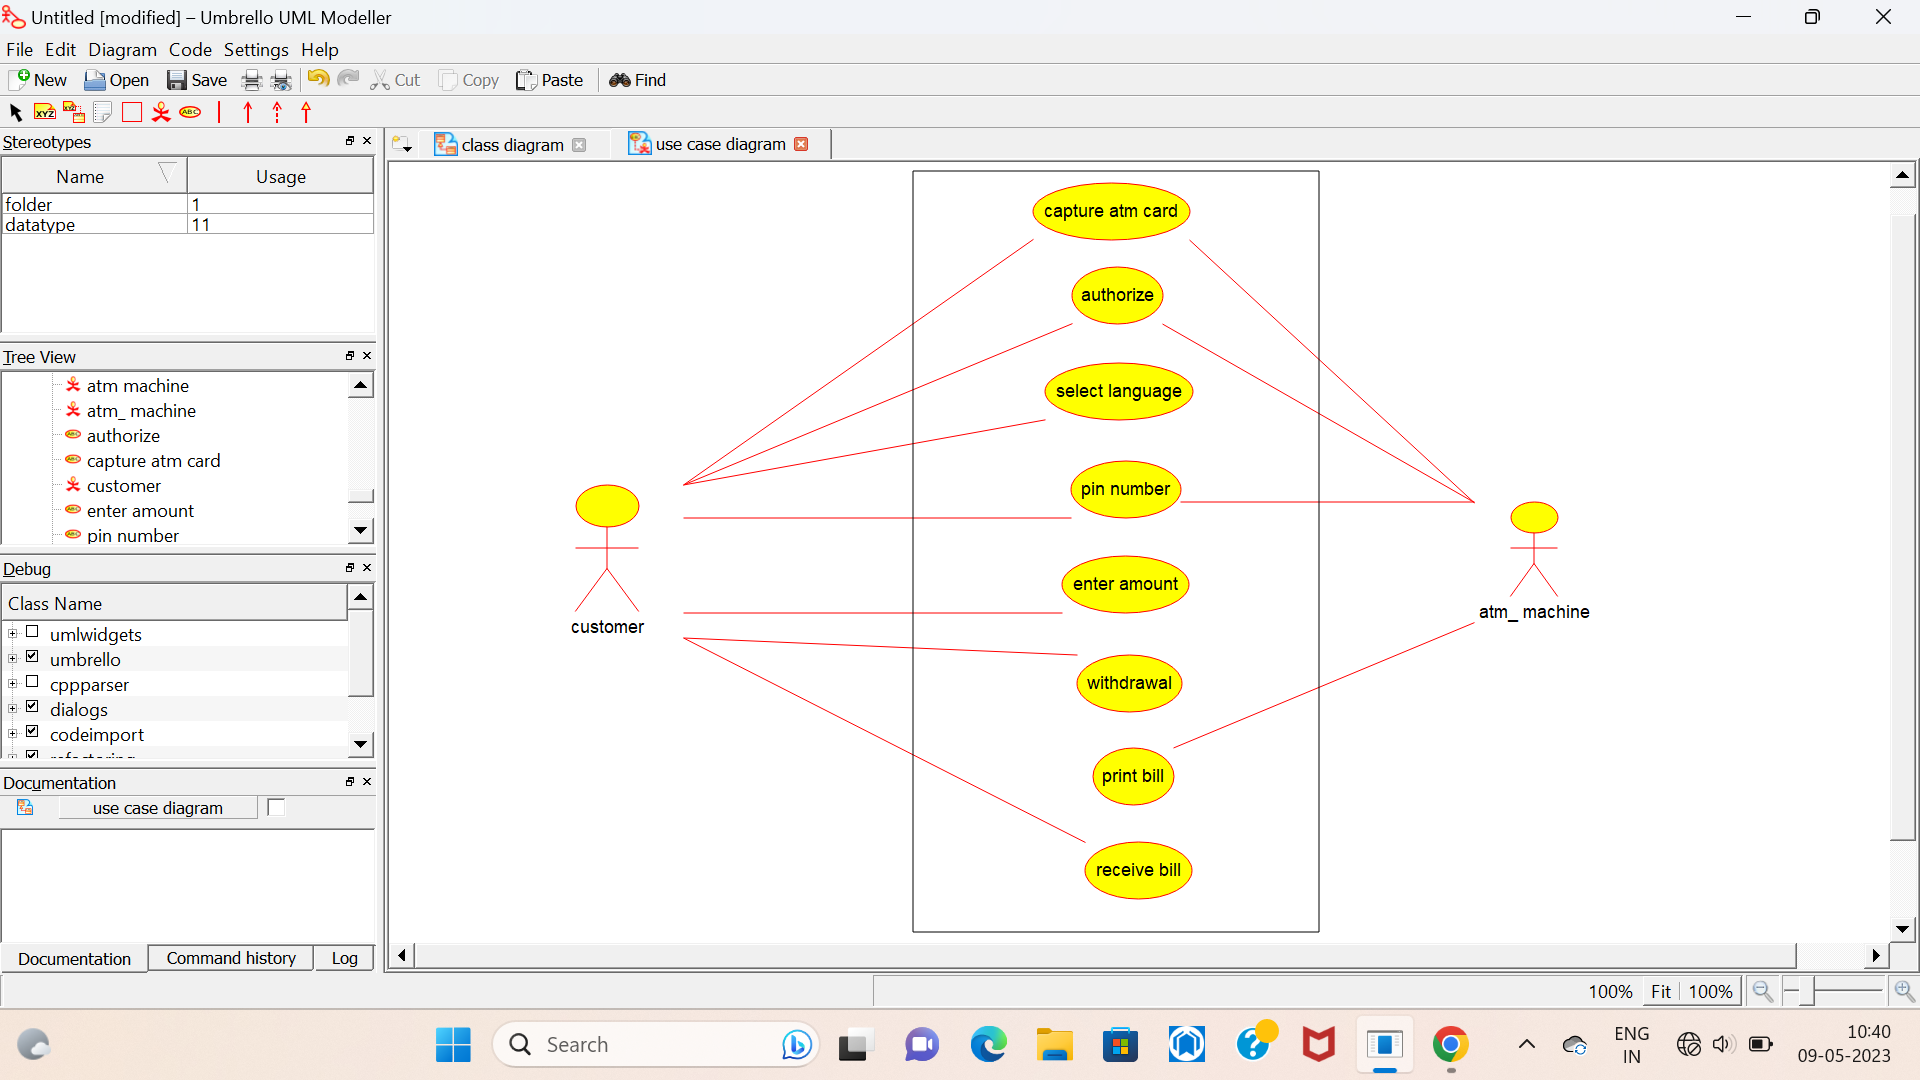 Untitled [modified] – Umbrello UML Modeller
File Edit Diagram Code Settings Help
New Open Save Cut Copy Paste Find
XYZ XYZ ABC
Stereotypes
Name Usage
folder 1
datatype 11
Tree View
atm machine
atm_ machine
authorize
capture atm card
customer
enter amount
pin number
Debug
Class Name
umlwidgets
umbrello
cppparser
dialogs
codeimport
refactoring
Documentation
use case diagram
Documentation Command history Log
class diagram use case diagram
capture atm card
authorize
select language
pin number
enter amount
withdrawal
print bill
receive bill
customer
atm_ machine
100% Fit 100%
Search
ENG
IN
10:40
09-05-2023